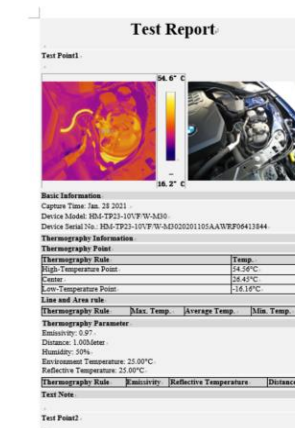 Test Report
Test Point1
54.6° C
16.2° C
Basic Information
Capture Time: Jan. 28 2021
Device Model: HM-TP23-10VF/W-M30
Device Serial No.: HM-TP23-10VF/W-M3020201105AAWRF06413844
Thermography Information
Thermography Point
Thermography Rule Temp.
High-Temperature Point 54.56°C
Center 26.45°C
Low-Temperature Point -16.16°C
Line and Area rule
Thermography Rule Max. Temp. Average Temp. Min. Temp.
Thermography Parameter
Emissivity: 0.97
Distance: 1.00Meter
Humidity: 50%
Environment Temperature: 25.00°C
Reflective Temperature: 25.00°C
Thermography Rule Emissivity Reflective Temperature Distance
Text Note
Test Point2